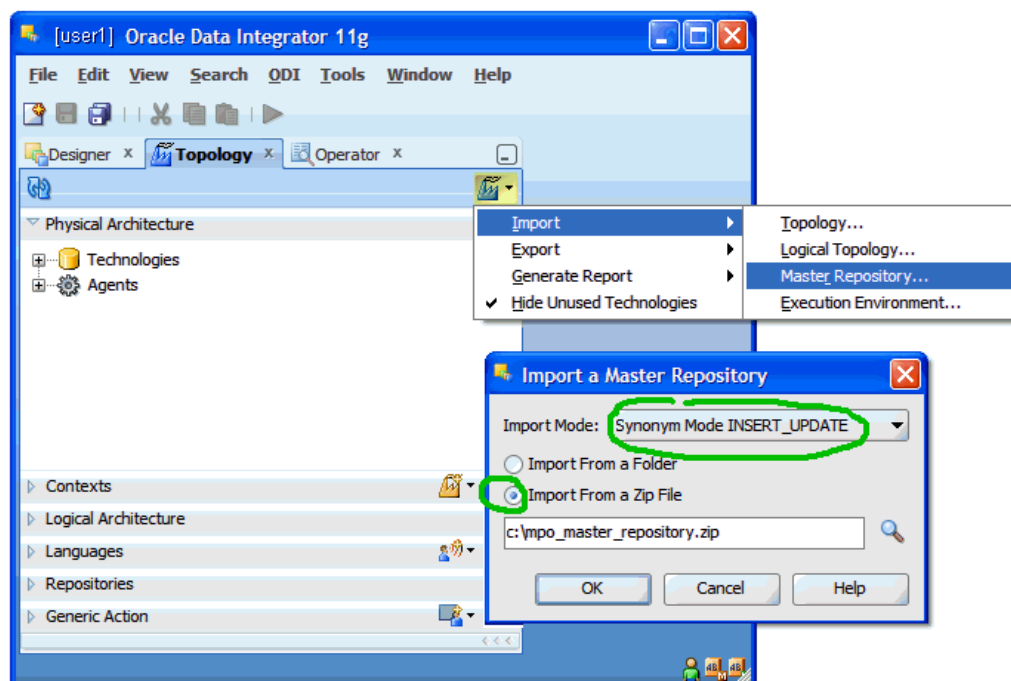 [user1] Oracle Data Integrator 11g
File Edit View Search ODI Tools Window Help
Designer x Topology x Operator x
Physical Architecture
Technologies
Agents
Import
Export
Generate Report
Hide Unused Technologies
Topology...
Logical Topology...
Master Repository...
Execution Environment...
Import a Master Repository
Import Mode: Synonym Mode INSERT_UPDATE
Import From a Folder
Import From a Zip File
c:\mpo_master_repository.zip
OK Cancel Help
Contexts
Logical Architecture
Languages
Repositories
Generic Action